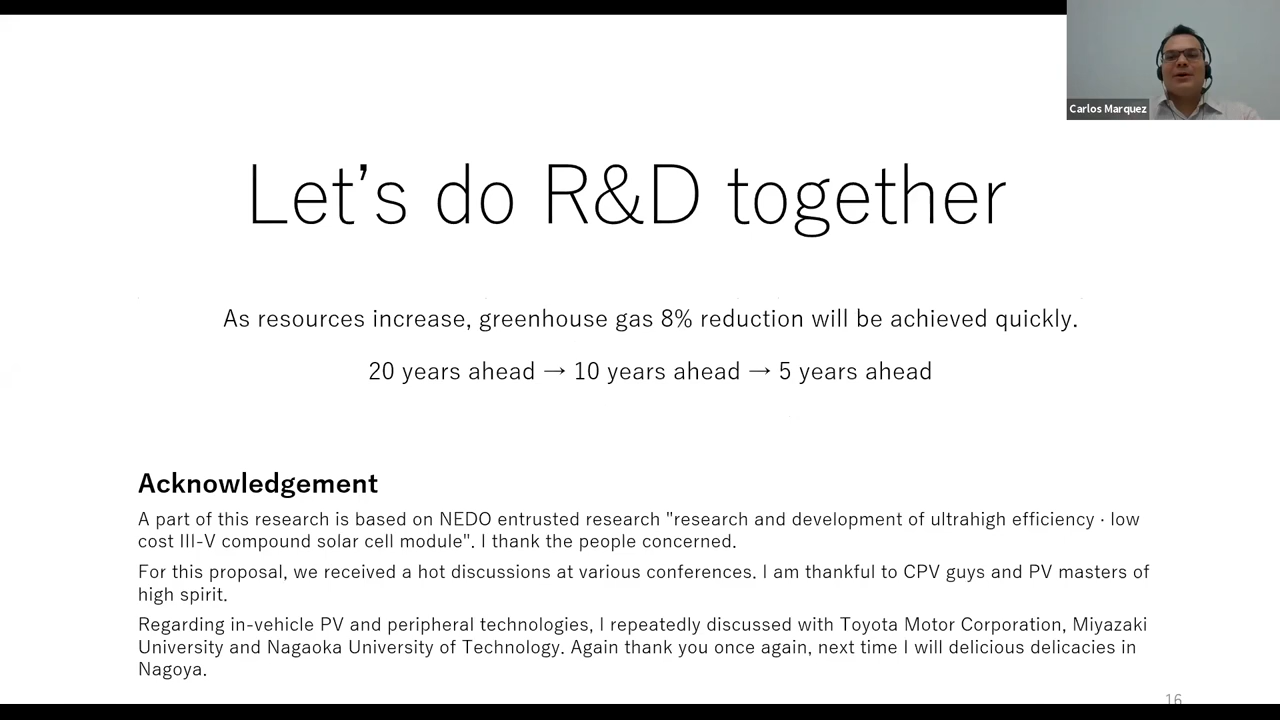 Carlos Marquez
Let’s do R&D together
As resources increase, greenhouse gas 8% reduction will be achieved quickly.
20 years ahead → 10 years ahead → 5 years ahead
Acknowledgement
A part of this research is based on NEDO entrusted research "research and development of ultrahigh efficiency · low
cost III-V compound solar cell module". I thank the people concerned.
For this proposal, we received a hot discussions at various conferences. I am thankful to CPV guys and PV masters of
high spirit.
Regarding in-vehicle PV and peripheral technologies, I repeatedly discussed with Toyota Motor Corporation, Miyazaki
University and Nagaoka University of Technology. Again thank you once again, next time I will delicious delicacies in
Nagoya.
16